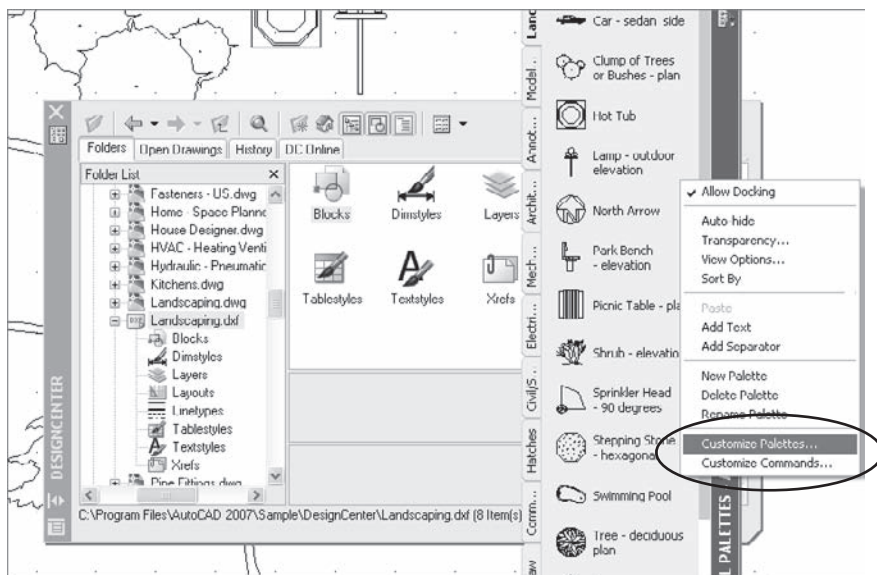 Folders
Open Drawings
History
DC Online
Folder List
Fasteners - US.dwg
Home - Space Planne
House Designer.dwg
HVAC - Heating Venti
Hydraulic - Pneumatic
Kitchens.dwg
Landscaping.dwg
Landscaping.dxf
Blocks
Dimstyles
Layers
Layouts
Linetypes
Tablestyles
Textstyles
Xrefs
Pipe Fittings.dwg
Blocks
Dimstyles
Layers
Tablestyles
Textstyles
Xrefs
C:\Program Files\AutoCAD 2007\Sample\DesignCenter\Landscaping.dxf (8 Item(s)
DESIGNCENTER
Land
Model .
Annot...
Archit...
Mech...
Electri...
Civil/S .
Hatches
Comm...
aw
Car - sedan side
Clump of Trees
or Bushes - plan
Hot Tub
Lamp - outdoor
elevation
North Arrow
Park Bench
- elevation
Picnic Table - pla
Shrub - elevatio
Sprinkler Head
- 90 degrees
Stepping Stone
- hexagona
Swimming Pool
Tree - deciduous
plan
Allow Docking
Auto-hide
Transparency...
View Options...
Sort By
Paste
Add Text
Add Separator
New Palette
Delete Palette
Rename Palette
Customize Palettes...
Customize Commands...
L PALETTES